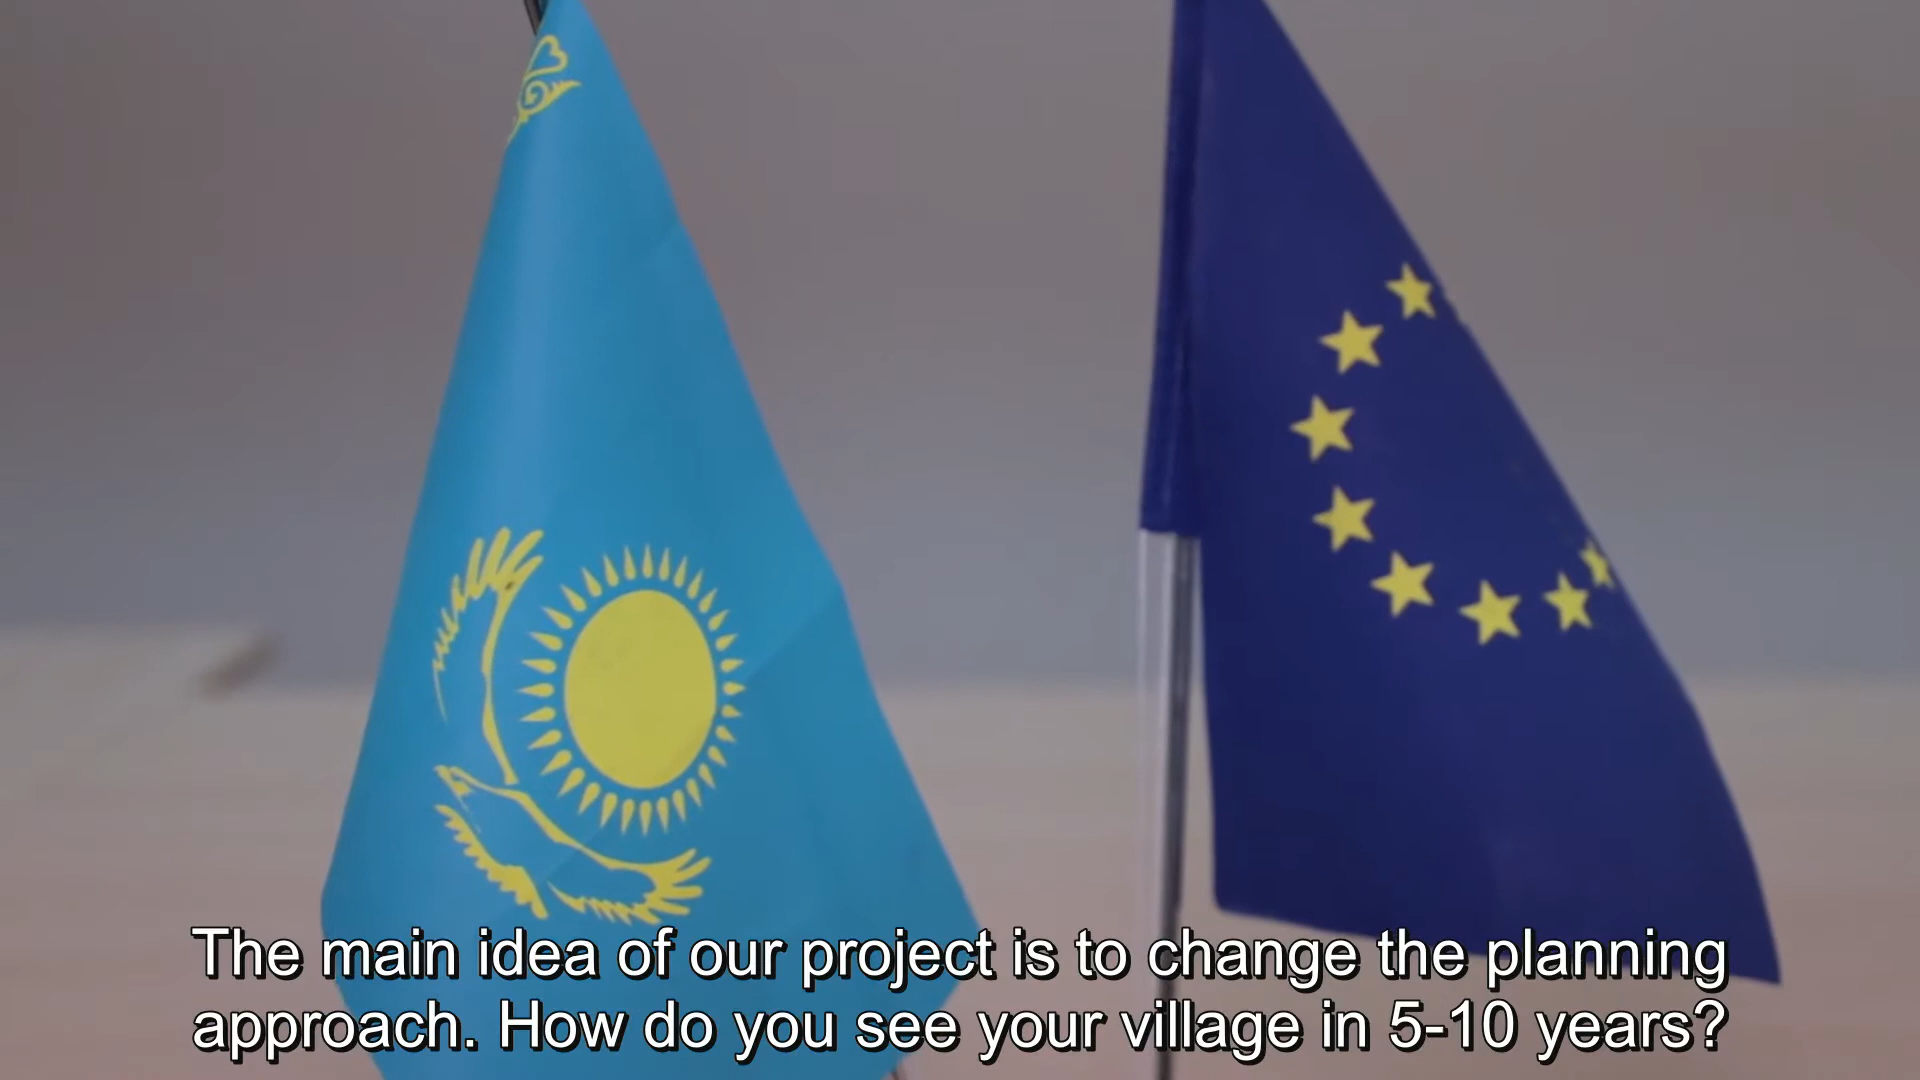 The main idea of our project is to change the planning
approach. How do you see your village in 5-10 years?